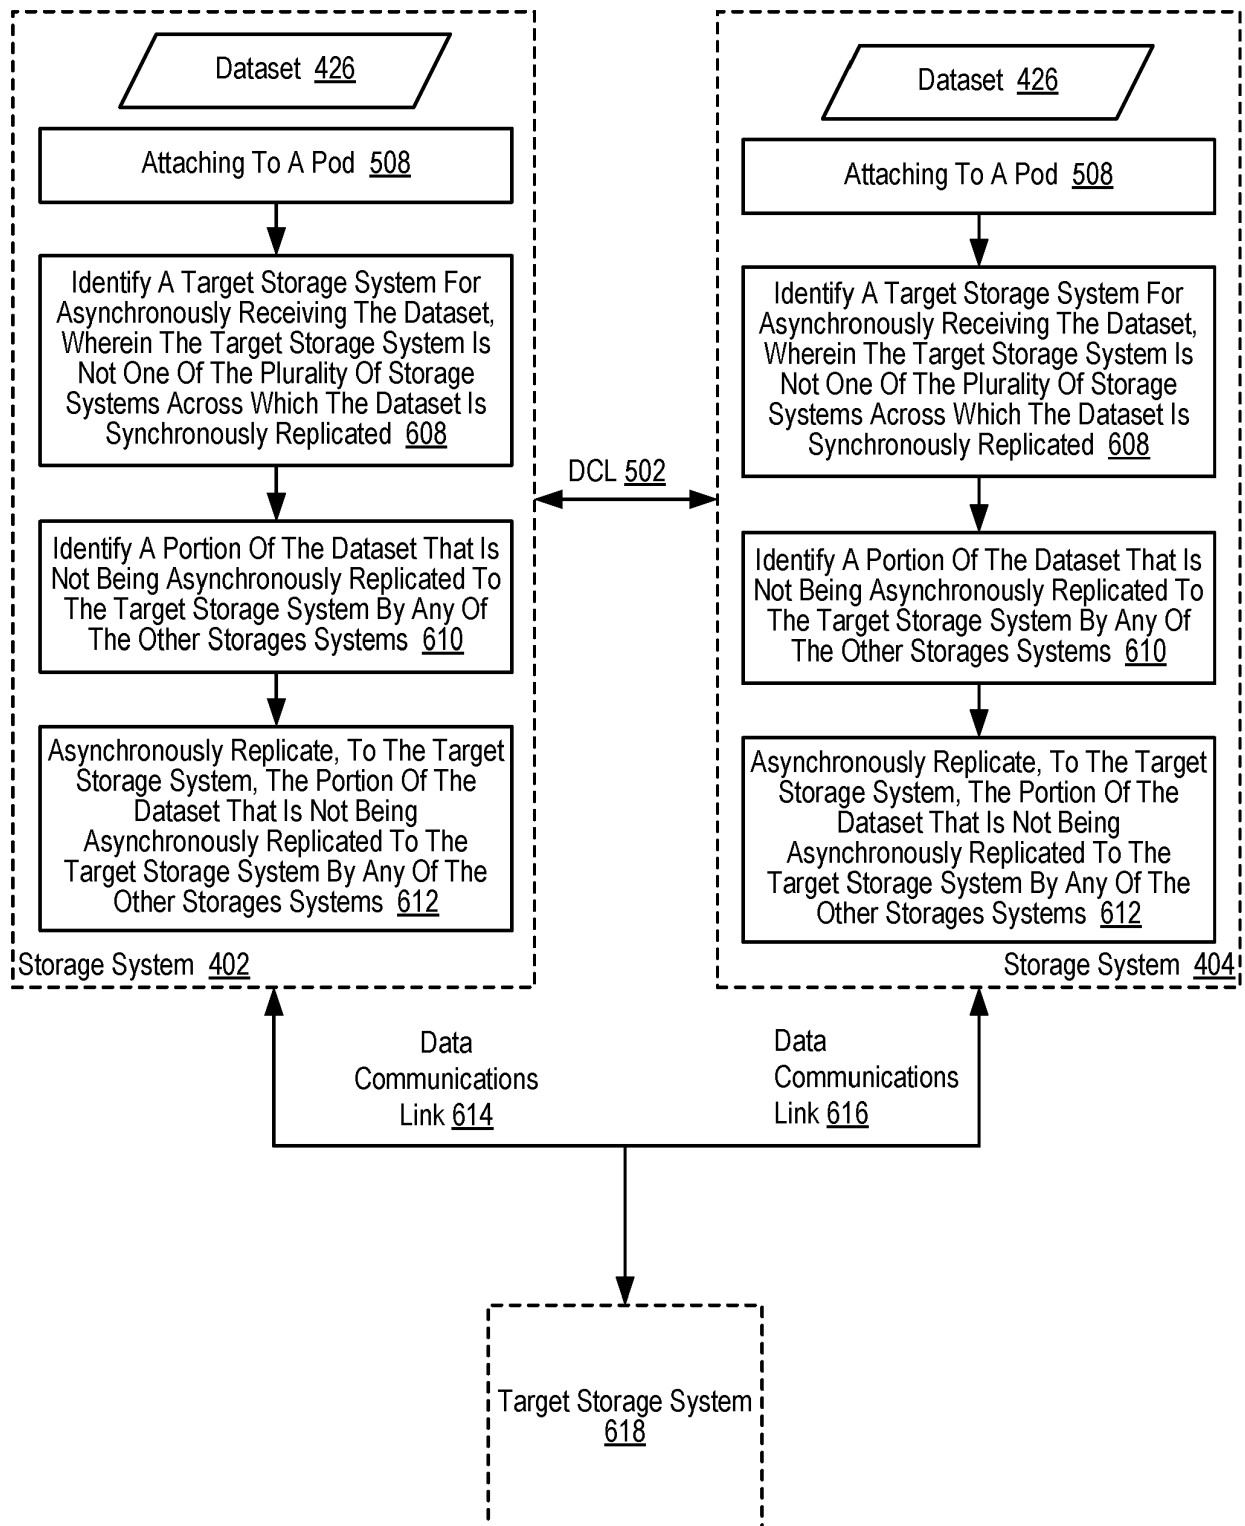 Dataset 426
Attaching To A Pod 508
Identify A Target Storage System For
Asynchronously Receiving The Dataset,
Wherein The Target Storage System Is
Not One Of The Plurality Of Storage
Systems Across Which The Dataset Is
Synchronously Replicated 608
Identify A Portion Of The Dataset That Is
Not Being Asynchronously Replicated To
The Target Storage System By Any Of
The Other Storages Systems 610
Asynchronously Replicate, To The Target
Storage System, The Portion Of The
Dataset That Is Not Being
Asynchronously Replicated To The
Target Storage System By Any Of The
Other Storages Systems 612
Storage System 402
DCL 502
Dataset 426
Attaching To A Pod 508
Identify A Target Storage System For
Asynchronously Receiving The Dataset,
Wherein The Target Storage System Is
Not One Of The Plurality Of Storage
Systems Across Which The Dataset Is
Synchronously Replicated 608
Identify A Portion Of The Dataset That Is
Not Being Asynchronously Replicated To
The Target Storage System By Any Of
The Other Storages Systems 610
Asynchronously Replicate, To The Target
Storage System, The Portion Of The
Dataset That Is Not Being
Asynchronously Replicated To The
Target Storage System By Any Of The
Other Storages Systems 612
Storage System 404
Data
Communications
Link 614
Data
Communications
Link 616
Target Storage System
618